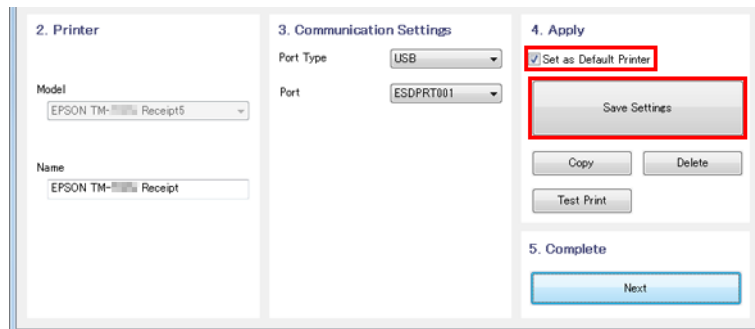 2. Printer
Model
EPSON TM- Receipt5
Name
EPSON TM- Receipt
3. Communication Settings
Port Type
USB
Port
ESDPRT001
4. Apply
Set as Default Printer
Save Settings
Copy
Delete
Test Print
5. Complete
Next